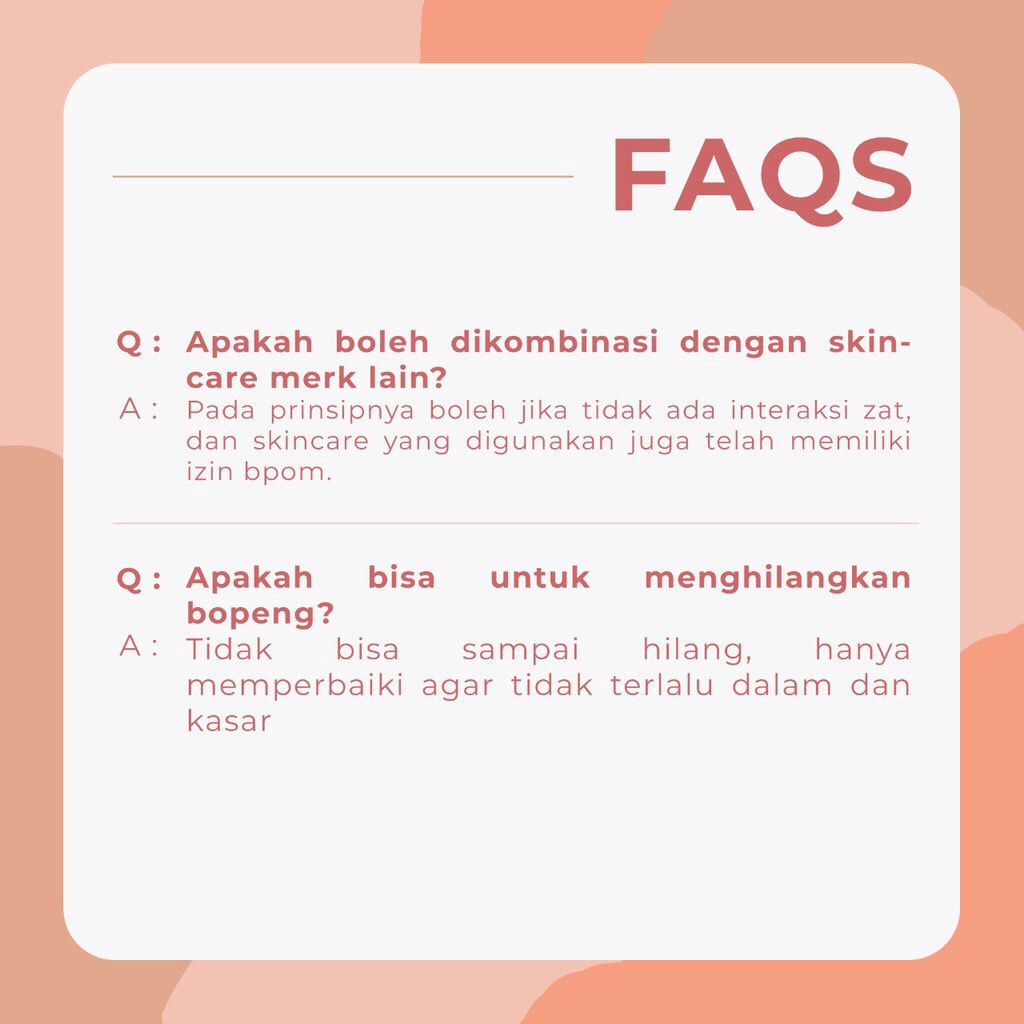 FAQS
Q : Apakah boleh dikombinasi dengan skin-
care merk lain?
A : Pada prinsipnya boleh jika tidak ada interaksi zat,
dan skincare yang digunakan juga telah memiliki
izin bpom.
Q : Apakah bisa untuk menghilangkan
bopeng?
A : Tidak bisa sampai hilang, hanya
memperbaiki agar tidak terlalu dalam dan
kasar